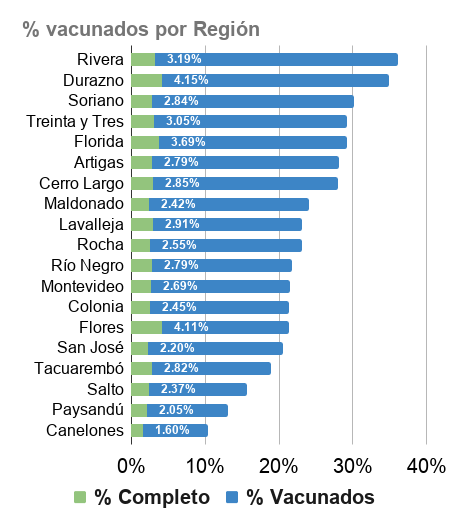 % vacunados por Región
Rivera 3.19%
Durazno 4.15%
Soriano 2.84%
Treinta y Tres 3.05%
Florida 3.69%
Artigas 2.79%
Cerro Largo 2.85%
Maldonado 2.42%
Lavalleja 2.91%
Rocha 2.55%
Río Negro 2.79%
Montevideo 2.69%
Colonia 2.45%
Flores 4.11%
San José 2.20%
Tacuarembó 2.82%
Salto 2.37%
Paysandú 2.05%
Canelones 1.60%
0% 10% 20% 30% 40%
% Completo % Vacunados